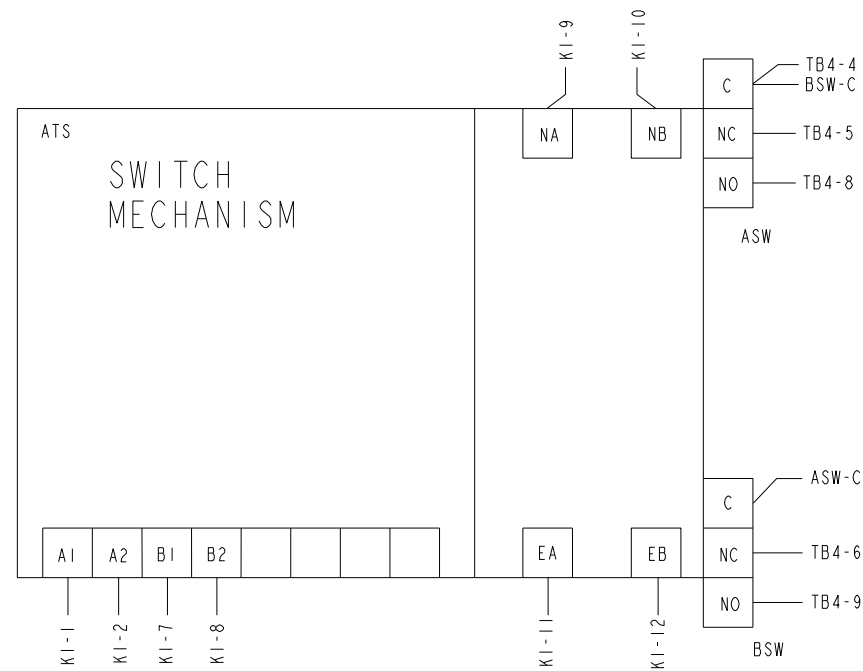 K1-9
K1-10
TB4-4
C
BSW-C
ATS
NA
NB
NC
TB4-5
SWITCH
MECHANISM
NO
TB4-8
ASW
ASW-C
C
A1
A2
B1
B2
EA
EB
NC
TB4-6
NO
TB4-9
K1-1
K1-2
K1-7
K1-8
K1-11
K1-12
BSW